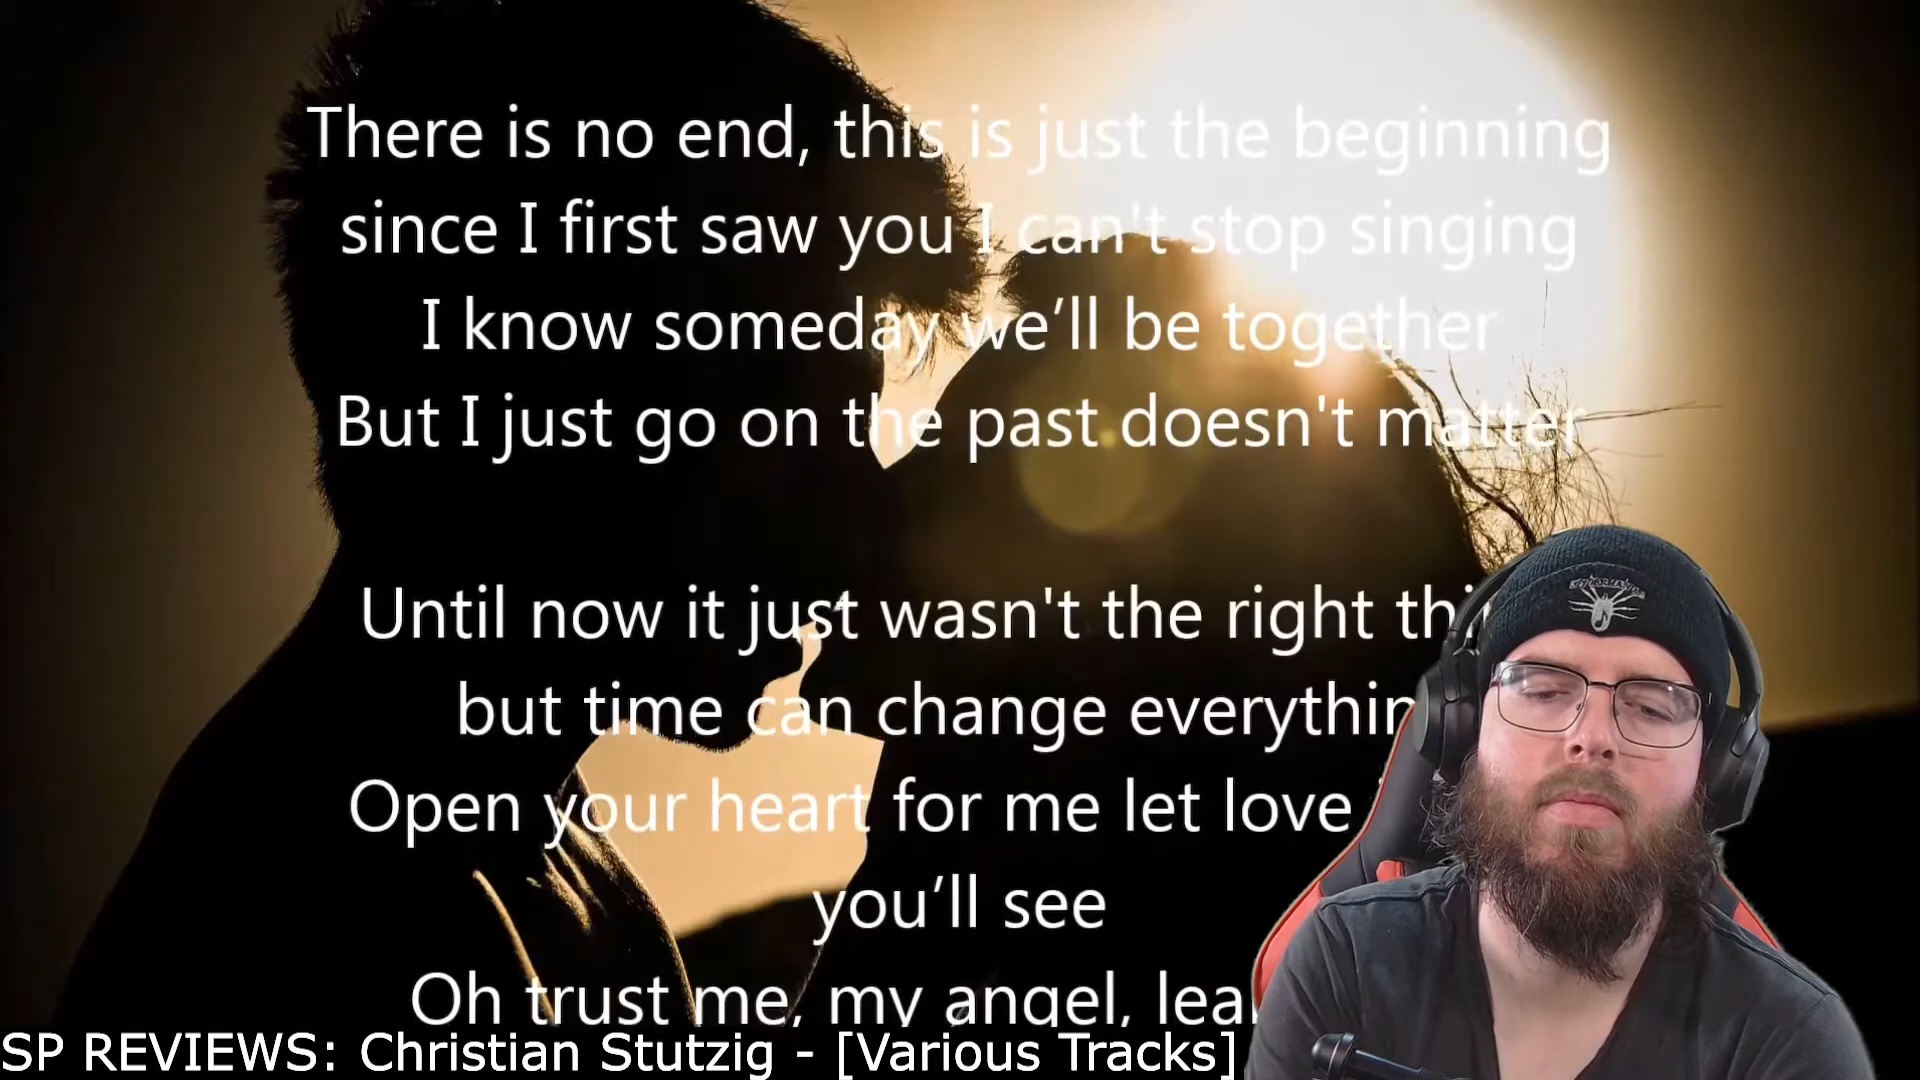 There is no end, this is just the beginning
since I first saw you I can't stop singing
I know someday we’ll be together
But I just go on the past doesn't matter
Until now it just wasn't the right
but time can change
Open your heart for me let love
you’ll see
Oh trust me, my angel,
SP REVIEWS: Christian Stutzig - [Various Tracks]